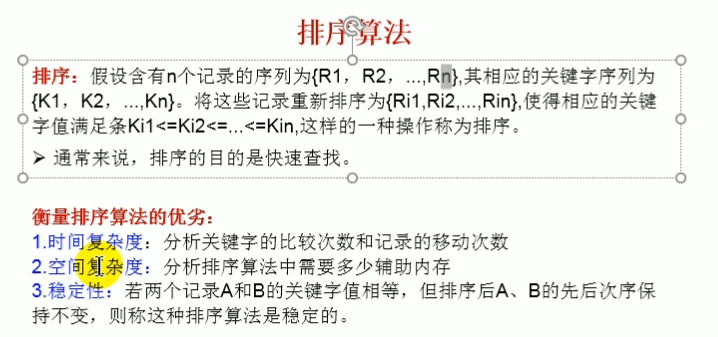 排序算法
排序：假设含有n个记录的序列为{R1，R2，...,Rn},其相应的关键字序列为
{K1，K2，...,Kn}。将这些记录重新排序为{Ri1,Ri2,...,Rin},使得相应的关键
字值满足条Ki1<=Ki2<=...<=Kin,这样的一种操作称为排序。
➢ 通常来说，排序的目的是快速查找。
衡量排序算法的优劣：
1.时间复杂度：分析关键字的比较次数和记录的移动次数
2.空间复杂度：分析排序算法中需要多少辅助内存
3.稳定性：若两个记录A和B的关键字值相等，但排序后A、B的先后次序保
持不变，则称这种排序算法是稳定的。